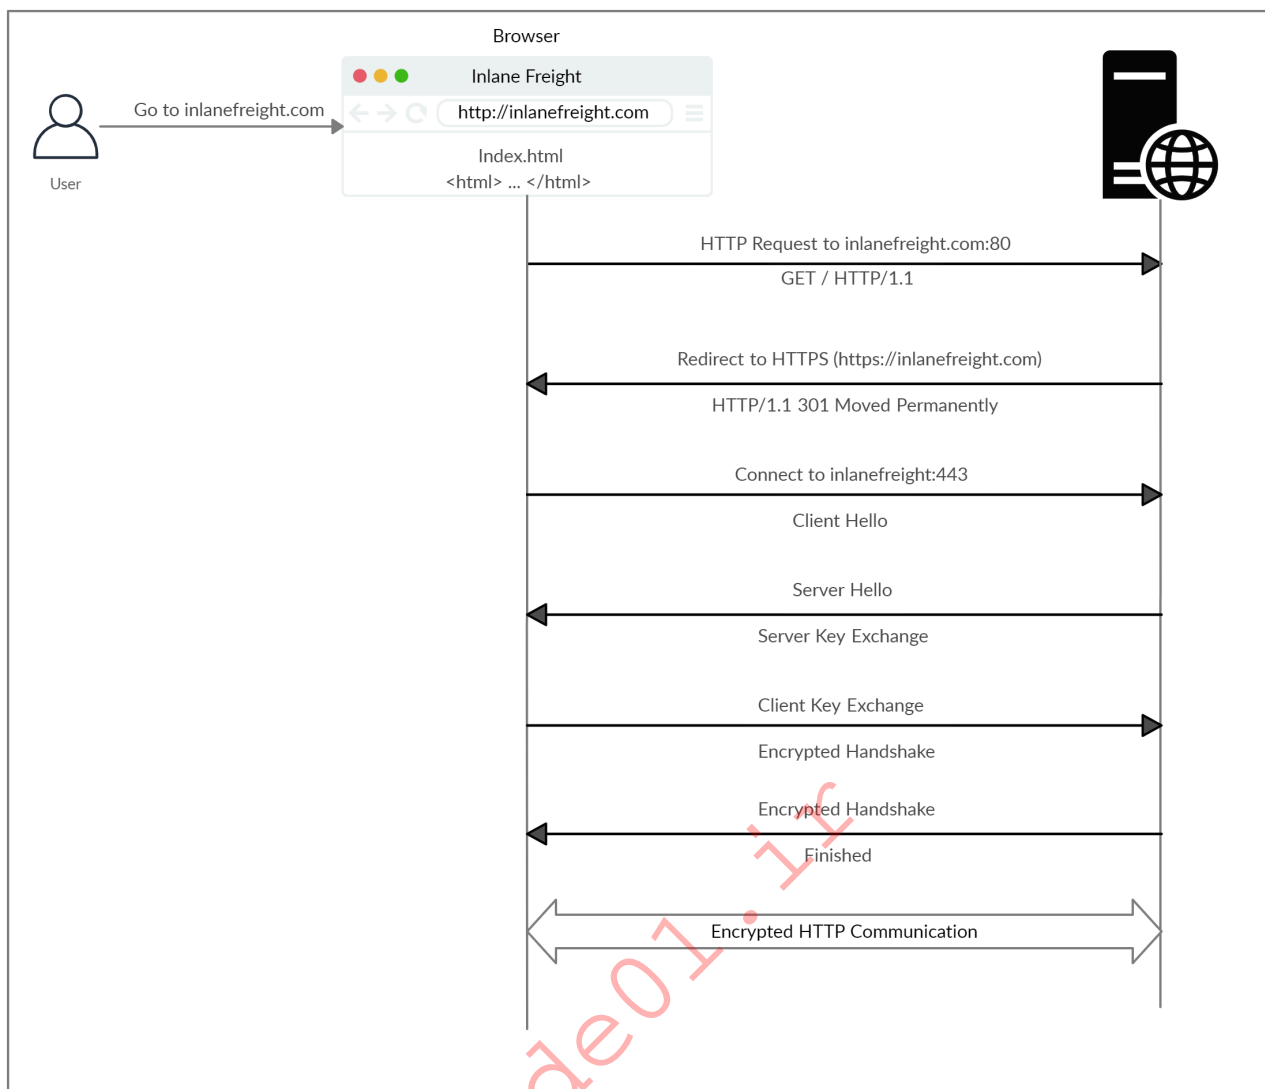 Browser
Inlane Freight
Go to inlanefreight.com
http://inlanefreight.com
Index.html
<html> ... </html>
User
HTTP Request to inlanefreight.com:80
GET / HTTP/1.1
Redirect to HTTPS (https://inlanefreight.com)
HTTP/1.1 301 Moved Permanently
Connect to inlanefreight:443
Client Hello
Server Hello
Server Key Exchange
Client Key Exchange
Encrypted Handshake
Encrypted Handshake
Finished
Encrypted HTTP Communication
de01.ir